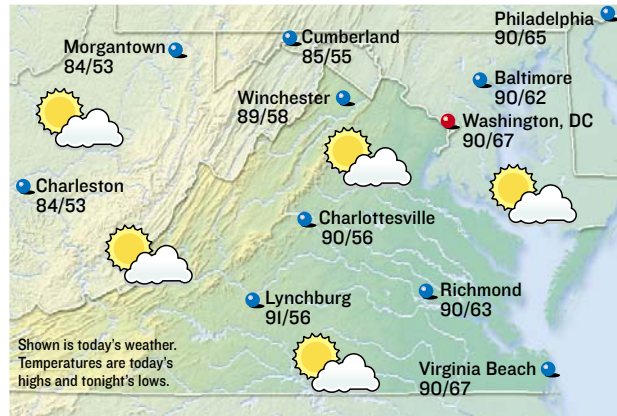 Philadelphia
90/65
Morgantown
84/53
Cumberland
85/55
Baltimore
90/62
Winchester
89/58
Washington, DC
90/67
Charleston
84/53
Charlottesville
90/56
Lynchburg
91/56
Richmond
90/63
Shown is today's weather.
Temperatures are today's
highs and tonight's lows.
Virginia Beach
90/67